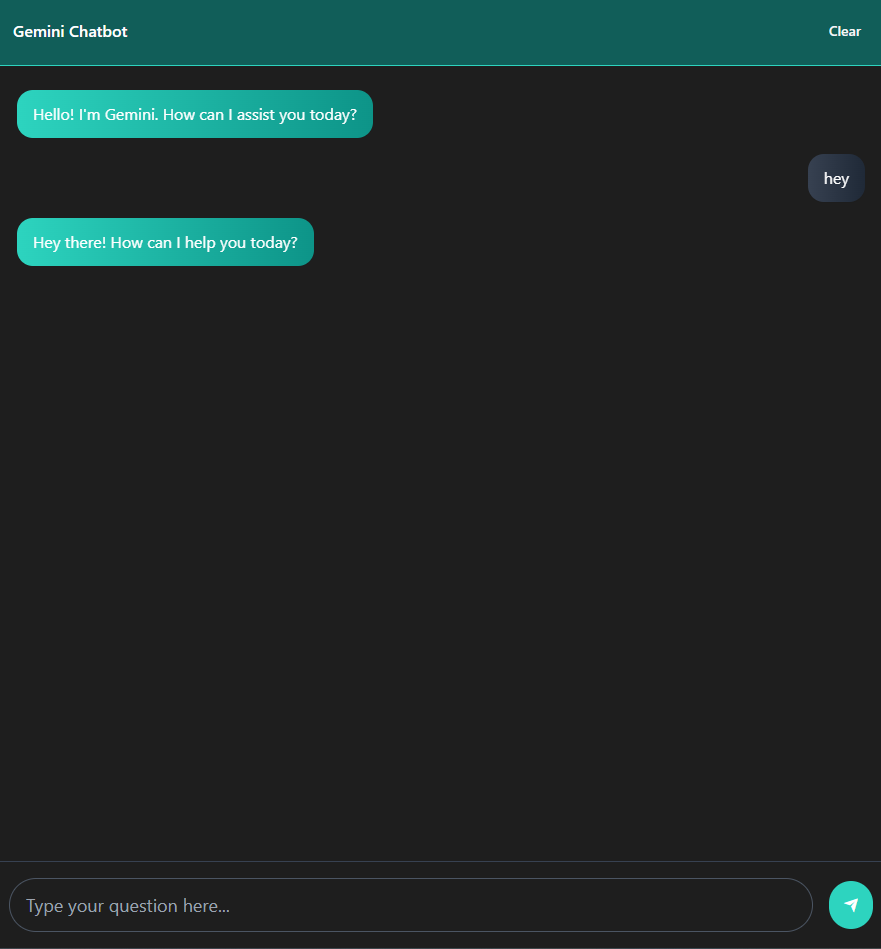 Gemini Chatbot
Clear
Hello! I'm Gemini. How can I assist you today?
hey
Hey there! How can I help you today?
Type your question here...